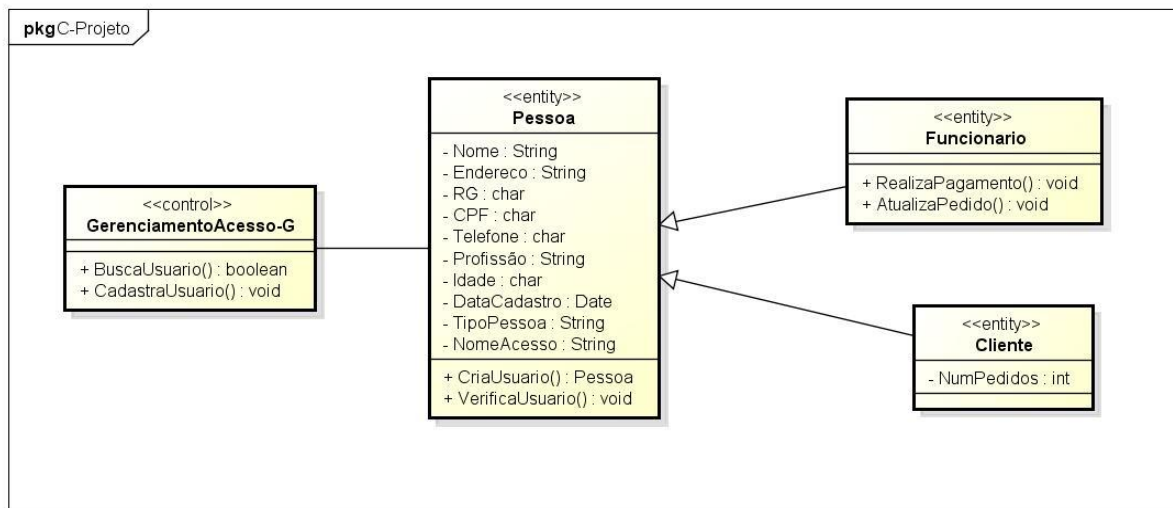 pkg C-Projeto
<<control>>
GerenciamentoAcesso-G
+ BuscaUsuario() : boolean
+ CadastraUsuario() : void
<<entity>>
Pessoa
- Nome : String
- Endereco : String
- RG : char
- CPF : char
- Telefone : char
- Profissão : String
- Idade : char
- DataCadastro : Date
- TipoPessoa : String
- NomeAcesso : String
+ CriaUsuario() : Pessoa
+ VerificaUsuario() : void
<<entity>>
Funcionario
+ RealizaPagamento() : void
+ AtualizaPedido() : void
<<entity>>
Cliente
- NumPedidos : int